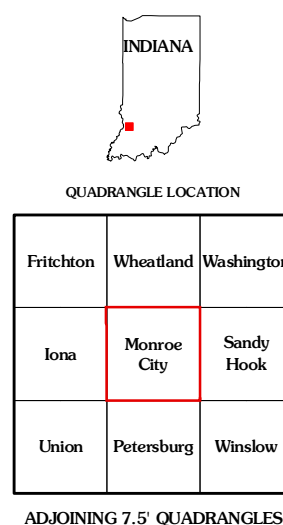 INDIANA
QUADRANGLE LOCATION
Fritchton Wheatland Washington
Iona Monroe City Sandy Hook
Union Petersburg Winslow
ADJOINING 7.5' QUADRANGLES